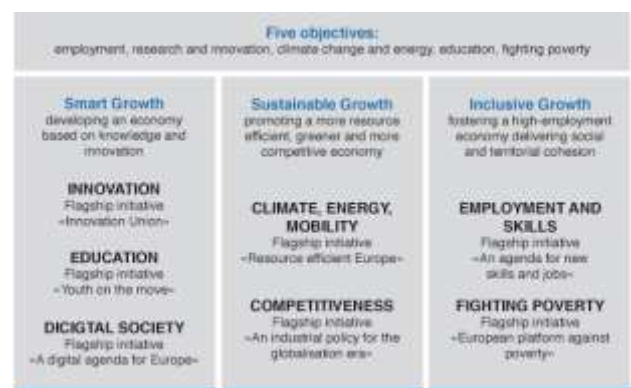 Five objectives:
employment, research and innovation, climate change and energy, education, fighting poverty
Smart Growth
developing an economy
based on knowledge and
innovation
INNOVATION
Flagship initiative
«Innovation Union»
EDUCATION
Flagship initiative
«Youth on the move»
DICIGTAL SOCIETY
Flagship initiative
«A digital agenda for Europe»
Sustainable Growth
promoting a more resource
efficient, greener and more
competitive economy
CLIMATE, ENERGY,
MOBILITY
Flagship initiative
«Resource efficient Europe»
COMPETITIVENESS
Flagship initiative
«An industrial policy for the
globalisation era»
Inclusive Growth
fostering a high-employment
economy delivering social
and territorial cohesion
EMPLOYMENT AND
SKILLS
Flagship initiative
«An agenda for new
skills and jobs»
FIGHTING POVERTY
Flagship initiative
«European platform against
poverty»